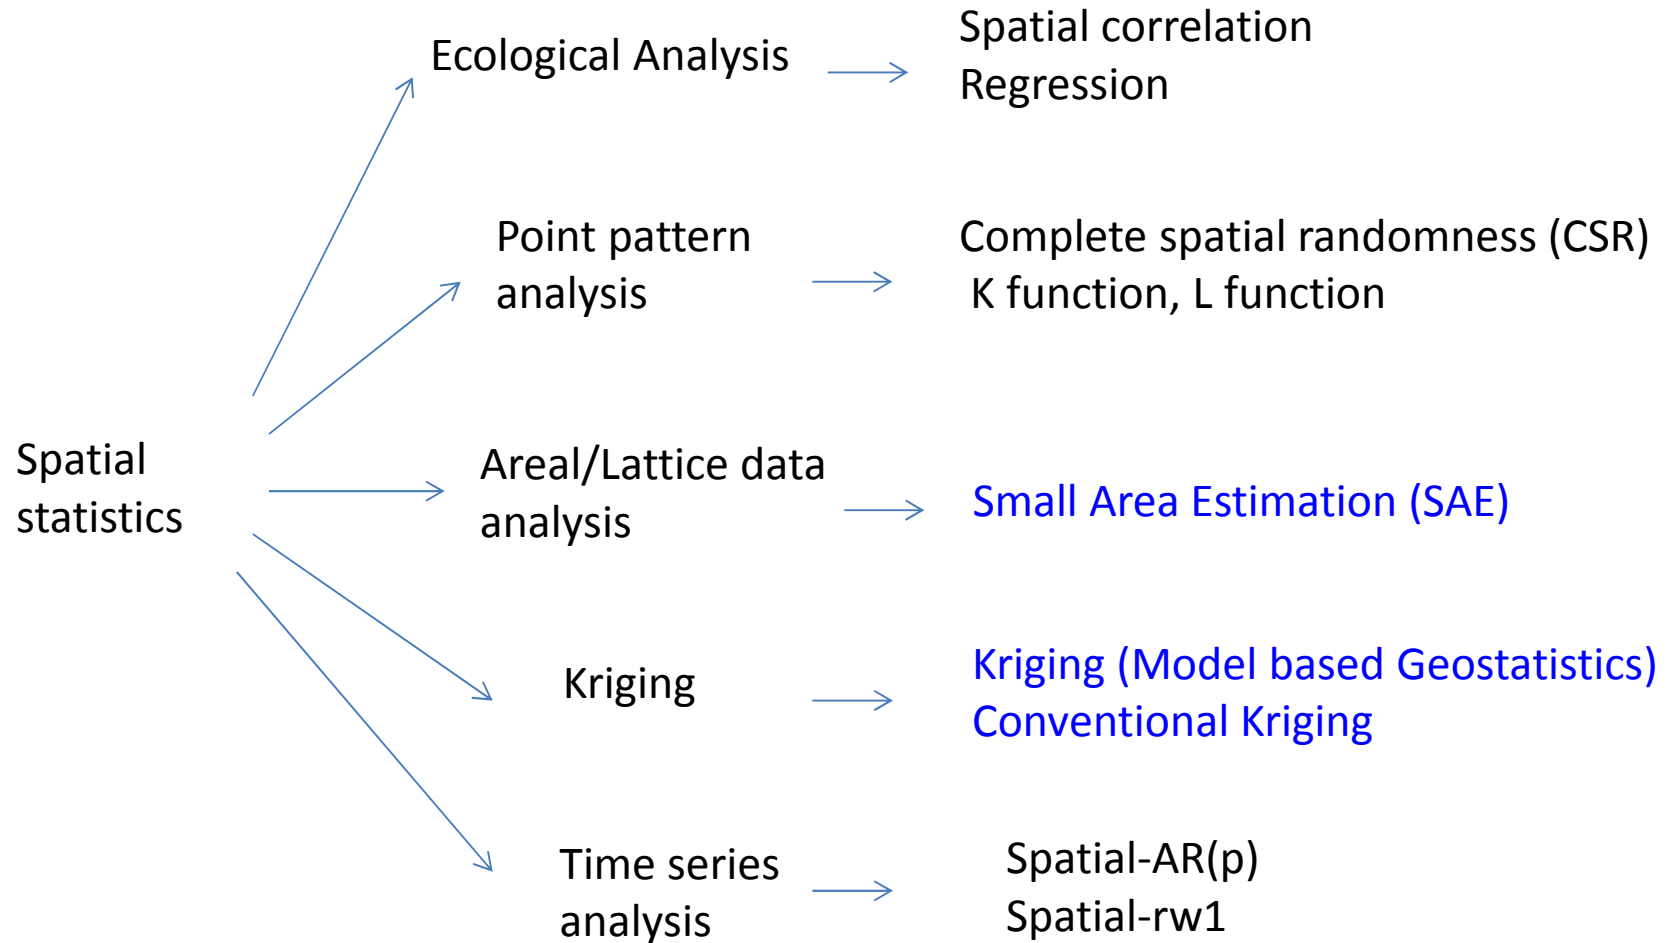 Ecological Analysis
Spatial correlation
Regression
Point pattern
analysis
Complete spatial randomness (CSR)
K function, L function
Spatial
statistics
Areal/Lattice data
analysis
Small Area Estimation (SAE)
Kriging
Kriging (Model based Geostatistics)
Conventional Kriging
Time series
analysis
Spatial-AR(p)
Spatial-rw1